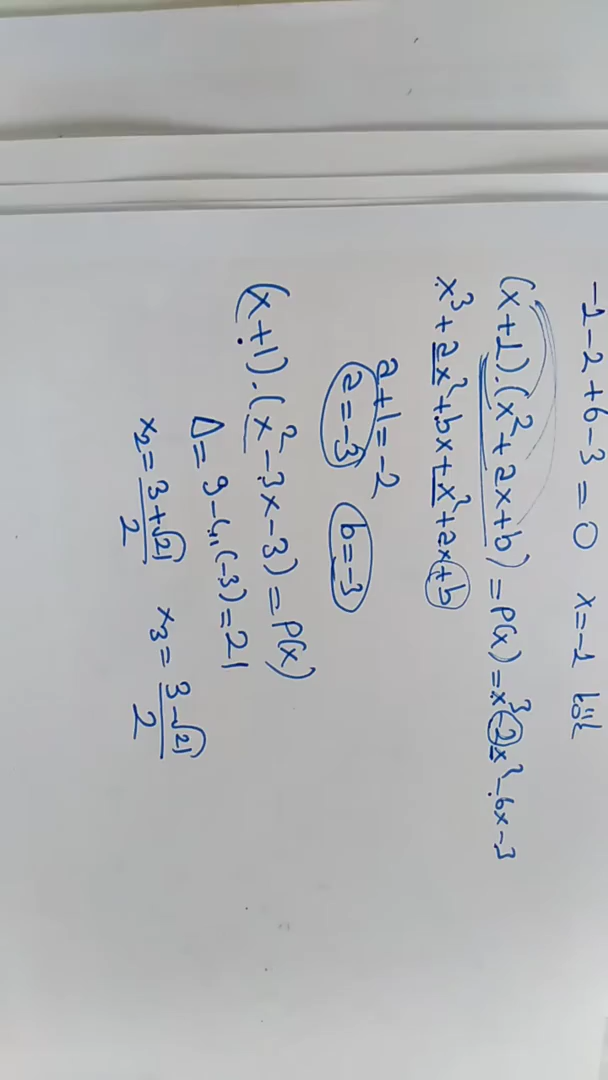 -1-2+6-3=0 x=-1 kök
(x+1).(x²+ax+b)=P(x)=x³-2x²-6x-3
x³+ax²+bx+x²+ax+b
a+1=-2
a=-3 b=-3
(x+1).(x²-3x-3)=P(x)
Δ=9-4.1(-3)=21
x₂=(3+√21)/2 x₃=(3-√21)/2